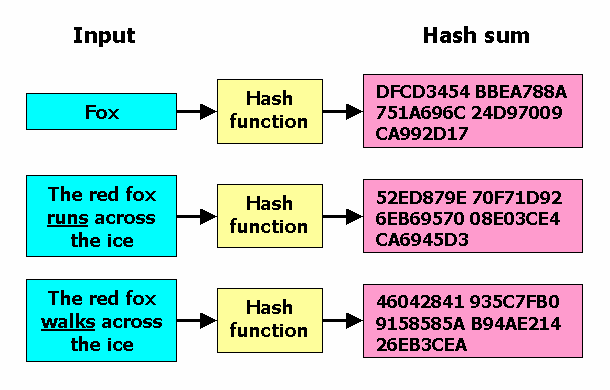 Input
Hash sum
Fox
Hash
function
DFCD3454 BBEA788A
751A696C 24D97009
CA992D17
The red fox
runs across
the ice
Hash
function
52ED879E 70F71D92
6EB69570 08E03CE4
CA6945D3
The red fox
walks across
the ice
Hash
function
46042841 935C7FB0
9158585A B94AE214
26EB3CEA